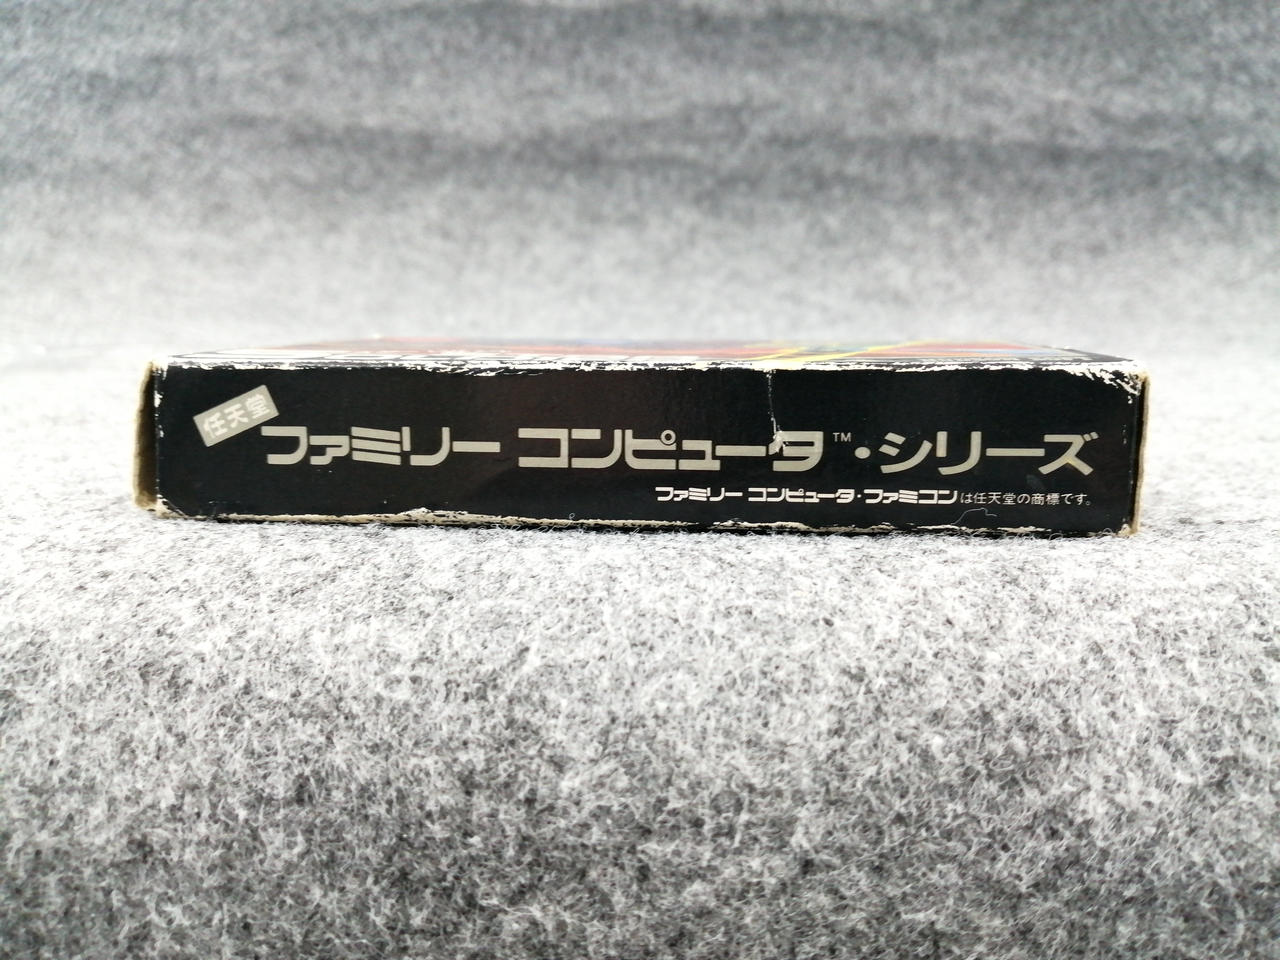 任天堂
ファミリー コンピュータ™・シリーズ
ファミリー コンピュータ・ファミコンは任天堂の商標です。